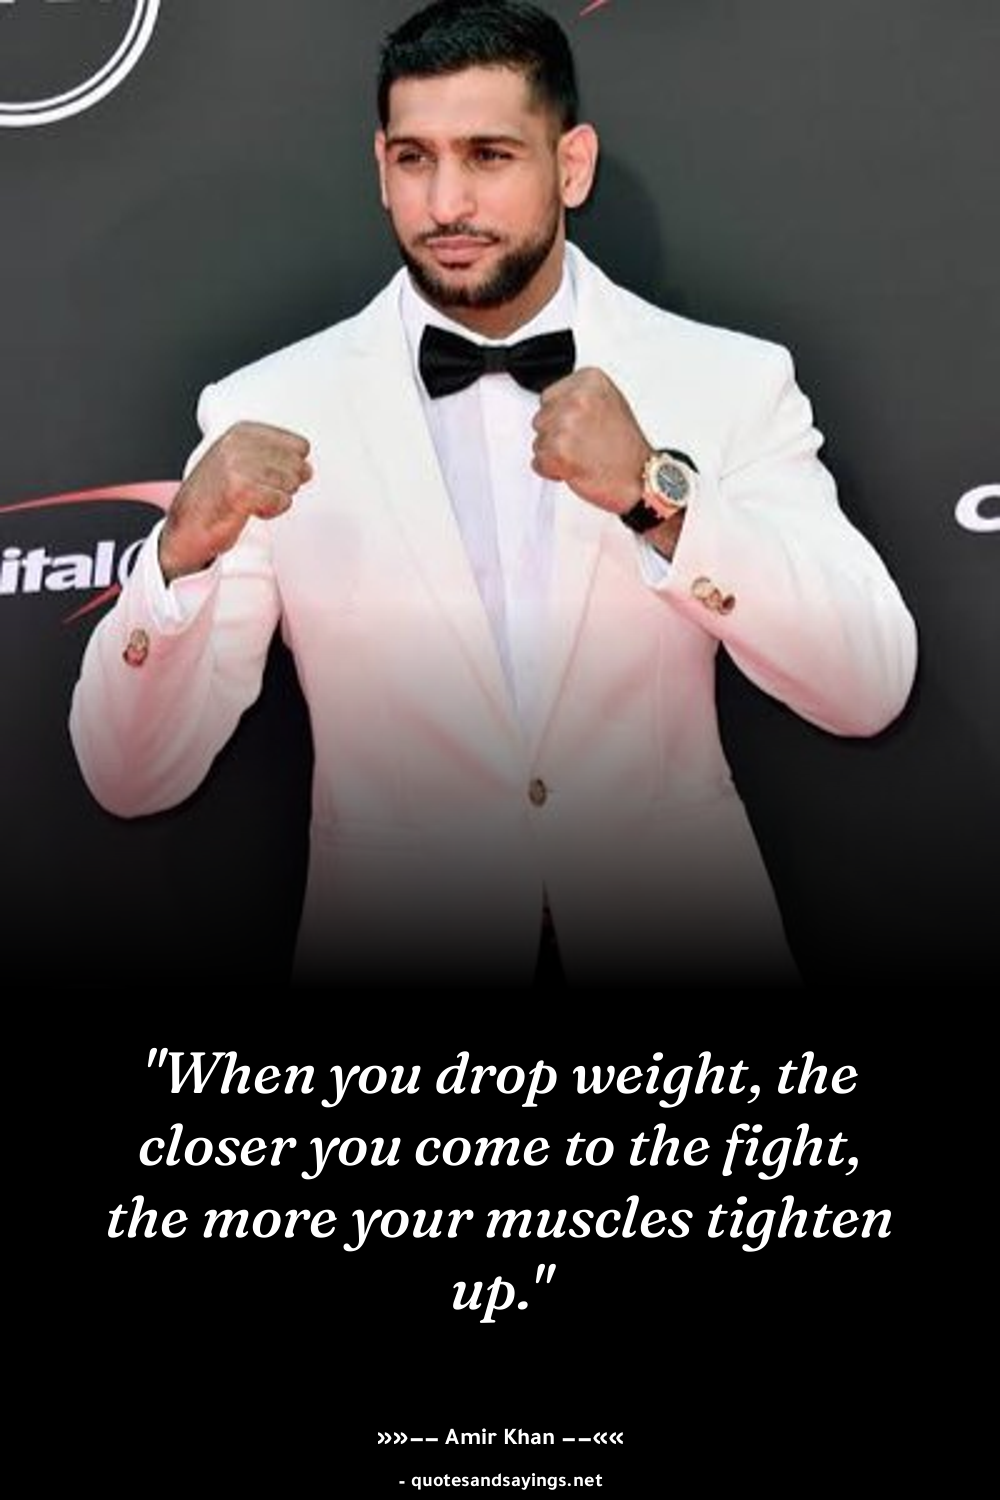 ital
"When you drop weight, the
closer you come to the fight,
the more your muscles tighten
up."
»»–– Amir Khan ––««
- quotesandsayings.net